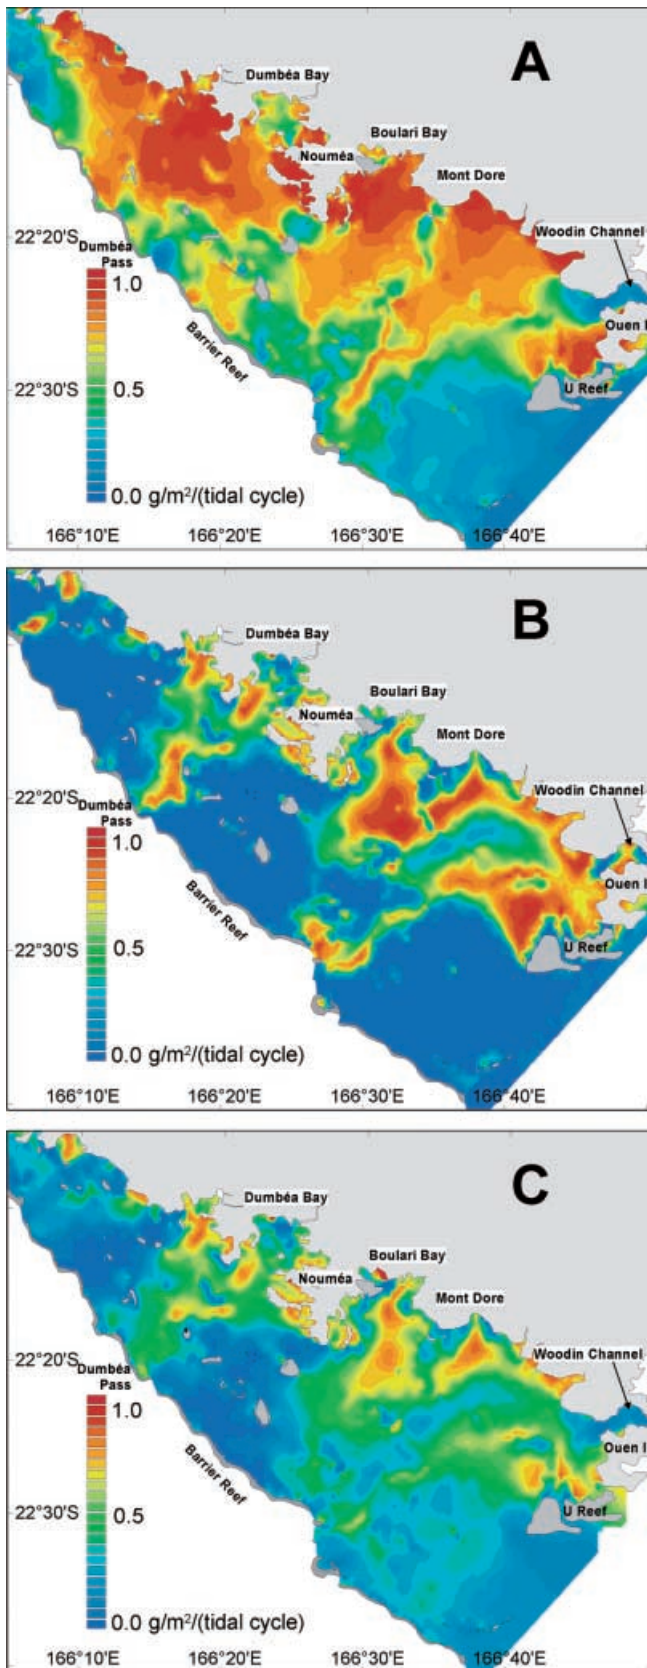 A
Dumbéa Bay
Boulari Bay
Nouméa
Mont Dore
22°20'S
Woodin Channel
Dumbéa
Pass
1.0
Barrier Reef
Ouen I
22°30'S
0.5
U Reef
0.0 g/m²/(tidal cycle)
166°10'E
166°20'E
166°30'E
166°40'E
B
Dumbéa Bay
Boulari Bay
Nouméa
Mont Dore
22°20'S
Woodin Channel
Dumbéa
Pass
1.0
Barrier Reef
Ouen I
22°30'S
0.5
U Reef
0.0 g/m²/(tidal cycle)
166°10'E
166°20'E
166°30'E
166°40'E
C
Dumbéa Bay
Boulari Bay
Nouméa
Mont Dore
22°20'S
Woodin Channel
Dumbéa
Pass
1.0
Barrier Reef
Ouen I
22°30'S
0.5
U Reef
0.0 g/m²/(tidal cycle)
166°10'E
166°20'E
166°30'E
166°40'E